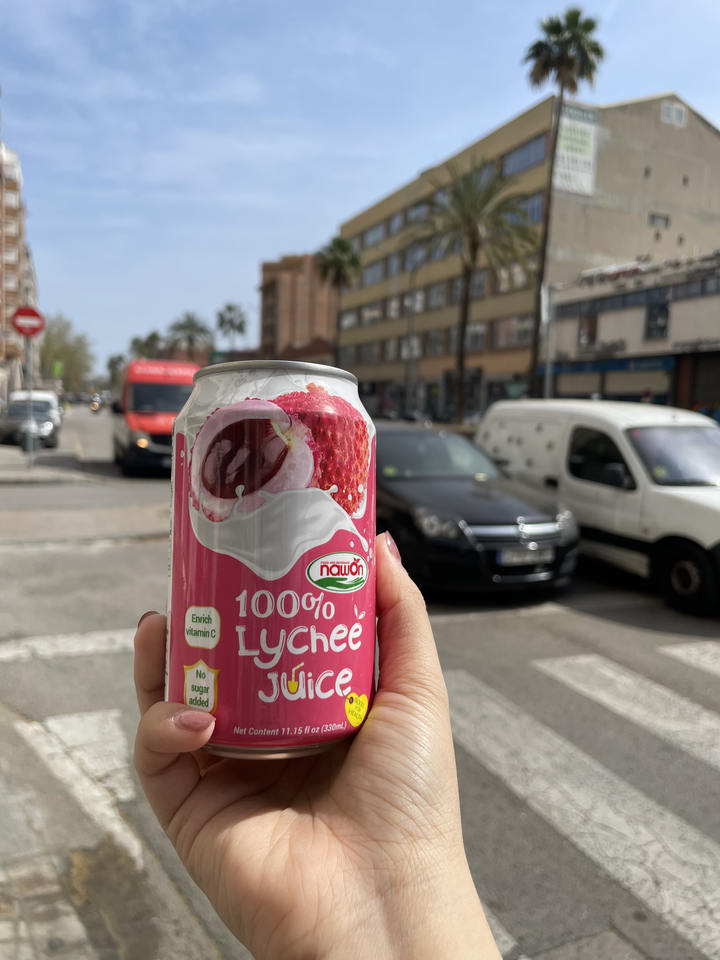 nawon
100%
Lychee
Juice
Enrich
vitamin C
No
sugar
added
Net Content 11.15 fl oz (330mL)